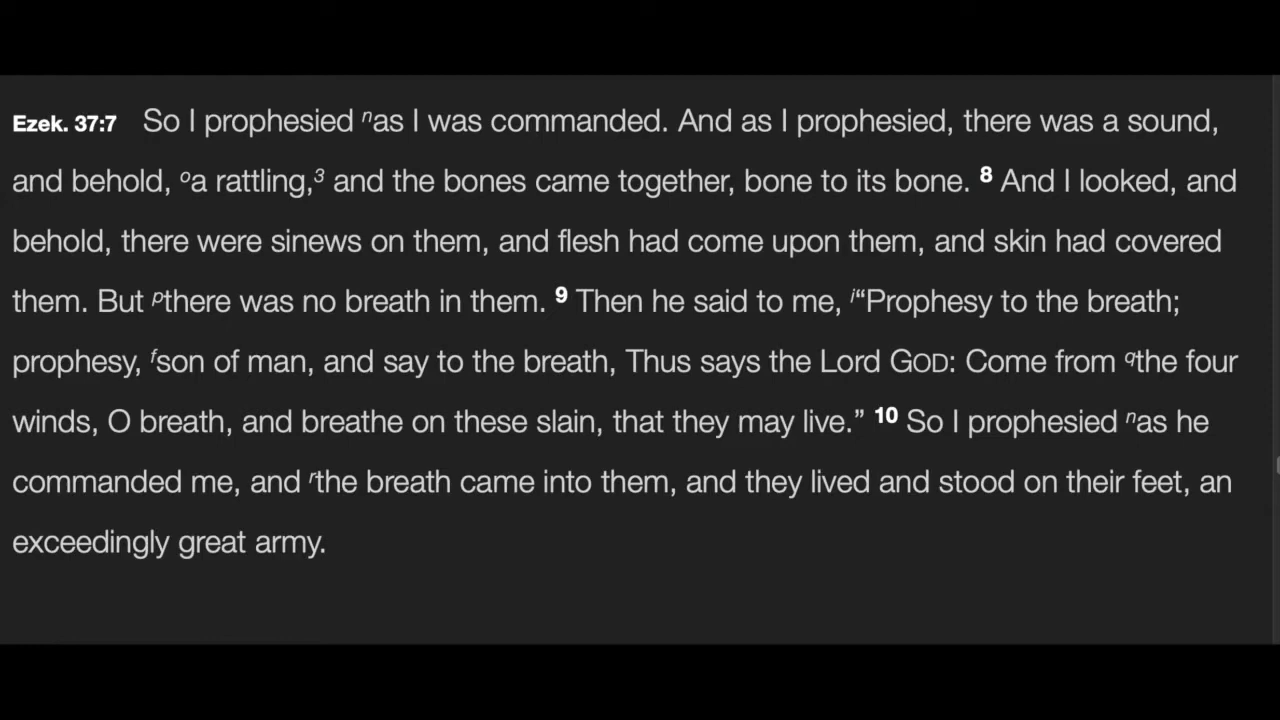 Ezek. 37:7 So I prophesied ⁿas I was commanded. And as I prophesied, there was a sound,
and behold, ᵒa rattling,³ and the bones came together, bone to its bone. 8 And I looked, and
behold, there were sinews on them, and flesh had come upon them, and skin had covered
them. But ᵖthere was no breath in them. 9 Then he said to me, ⁱ“Prophesy to the breath;
prophesy, ᶠson of man, and say to the breath, Thus says the Lord GOD: Come from qthe four
winds, O breath, and breathe on these slain, that they may live.” 10 So I prophesied ⁿas he
commanded me, and ʳthe breath came into them, and they lived and stood on their feet, an
exceedingly great army.